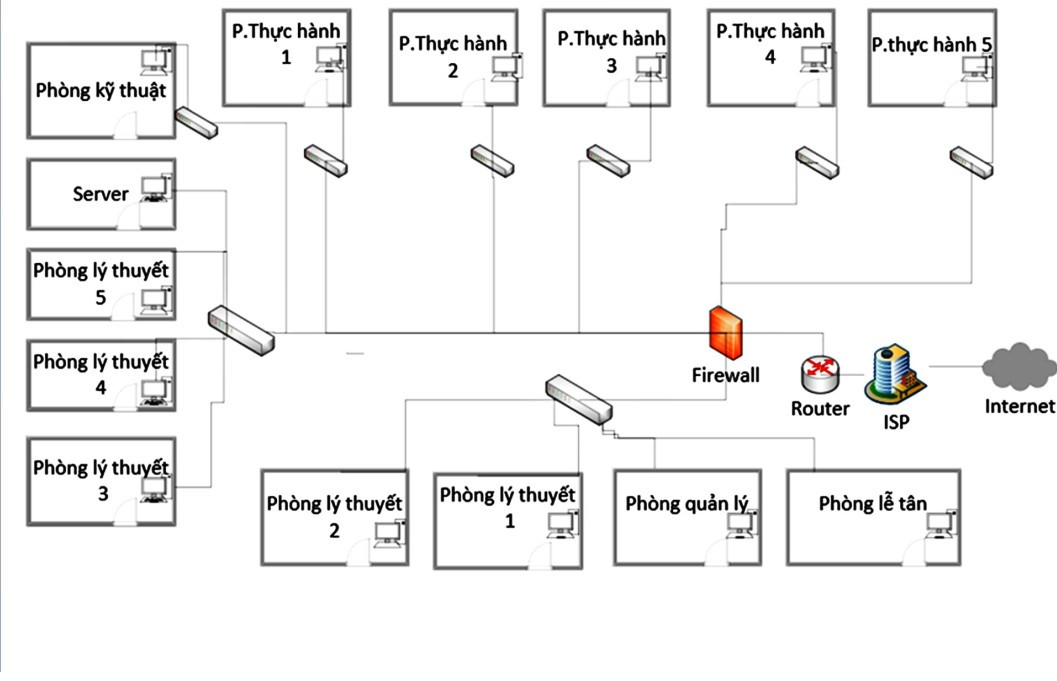 P.Thực hành
1
P.Thực hành
2
P.Thực hành
3
P.Thực hành
4
P.thực hành 5
Phòng kỹ thuật
Server
Phòng lý thuyết
5
Phòng lý thuyết
4
Phòng lý thuyết
3
Firewall
Router
ISP
Internet
Phòng lý thuyết
2
Phòng lý thuyết
1
Phòng quản lý
Phòng lễ tân